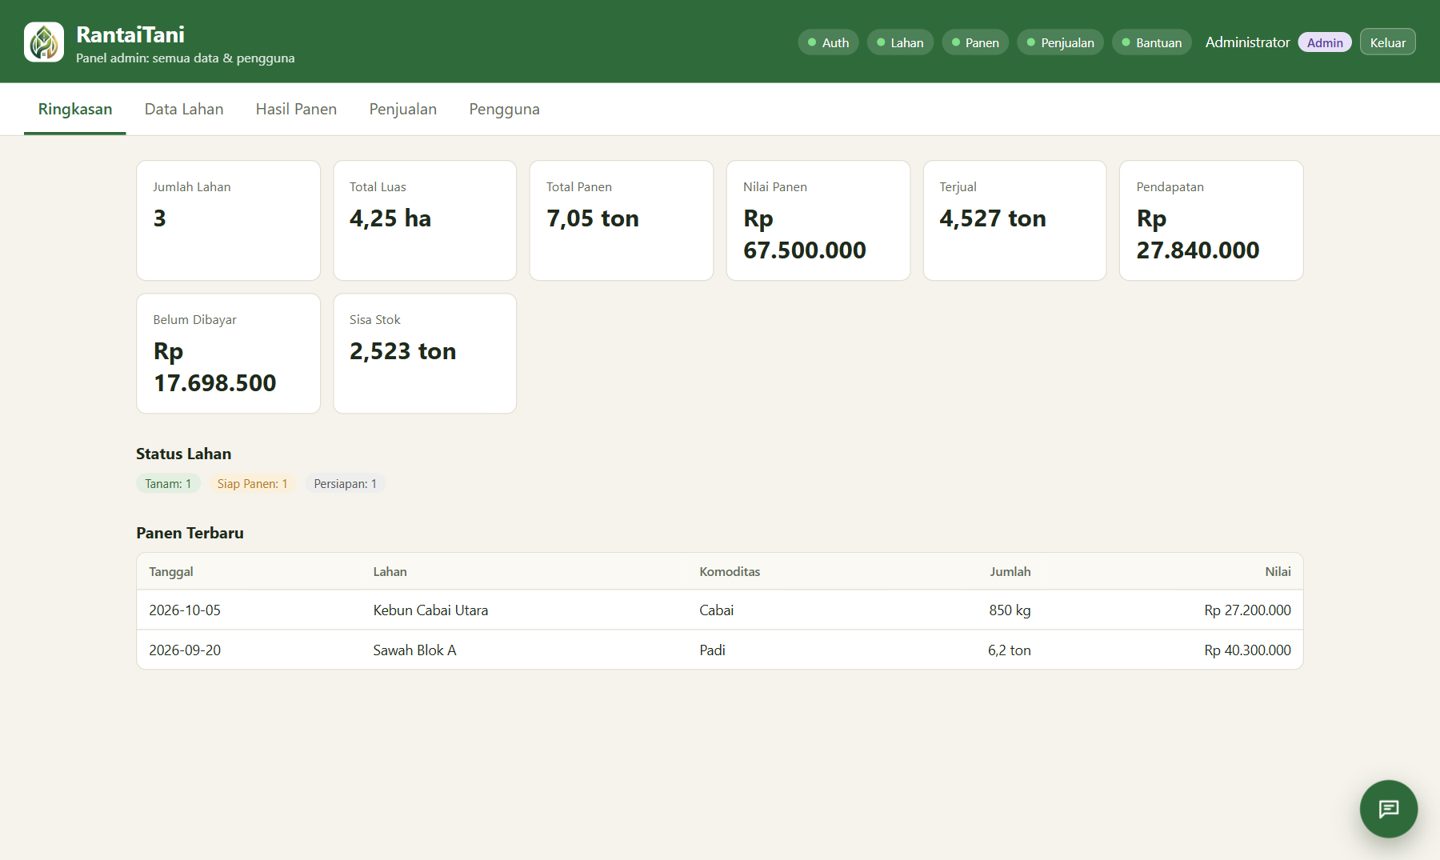 RantaiTani
Panel admin: semua data & pengguna
Auth
Lahan
Panen
Penjualan
Bantuan
Administrator
Admin
Keluar
Ringkasan
Data Lahan
Hasil Panen
Penjualan
Pengguna
Jumlah Lahan
3
Total Luas
4,25 ha
Total Panen
7,05 ton
Nilai Panen
Rp
67.500.000
Terjual
4,527 ton
Pendapatan
Rp
27.840.000
Belum Dibayar
Rp
17.698.500
Sisa Stok
2,523 ton
Status Lahan
Tanam: 1
Siap Panen: 1
Persiapan: 1
Panen Terbaru
Tanggal Lahan Komoditas Jumlah Nilai
2026-10-05 Kebun Cabai Utara Cabai 850 kg Rp 27.200.000
2026-09-20 Sawah Blok A Padi 6,2 ton Rp 40.300.000